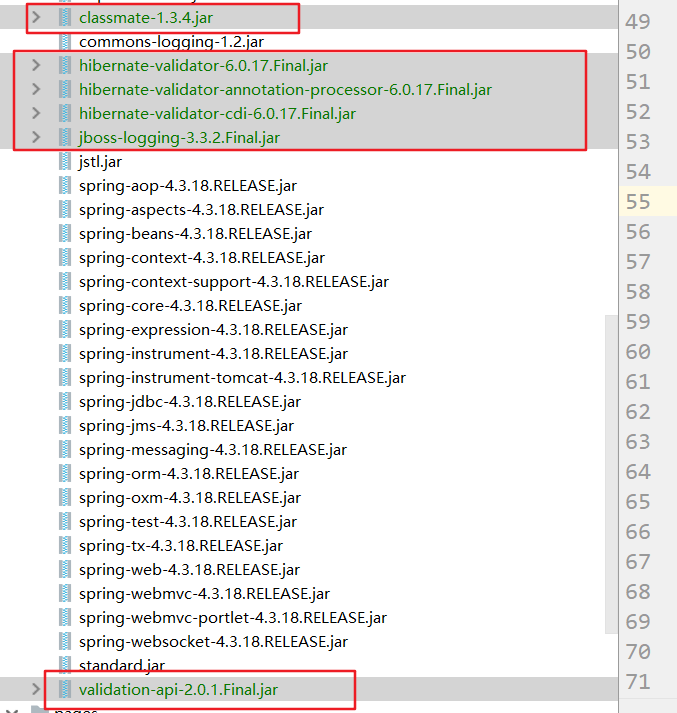 classmate-1.3.4.jar
commons-logging-1.2.jar
hibernate-validator-6.0.17.Final.jar
hibernate-validator-annotation-processor-6.0.17.Final.jar
hibernate-validator-cdi-6.0.17.Final.jar
jboss-logging-3.3.2.Final.jar
jstl.jar
spring-aop-4.3.18.RELEASE.jar
spring-aspects-4.3.18.RELEASE.jar
spring-beans-4.3.18.RELEASE.jar
spring-context-4.3.18.RELEASE.jar
spring-context-support-4.3.18.RELEASE.jar
spring-core-4.3.18.RELEASE.jar
spring-expression-4.3.18.RELEASE.jar
spring-instrument-4.3.18.RELEASE.jar
spring-instrument-tomcat-4.3.18.RELEASE.jar
spring-jdbc-4.3.18.RELEASE.jar
spring-jms-4.3.18.RELEASE.jar
spring-messaging-4.3.18.RELEASE.jar
spring-orm-4.3.18.RELEASE.jar
spring-oxm-4.3.18.RELEASE.jar
spring-test-4.3.18.RELEASE.jar
spring-tx-4.3.18.RELEASE.jar
spring-web-4.3.18.RELEASE.jar
spring-webmvc-4.3.18.RELEASE.jar
spring-webmvc-portlet-4.3.18.RELEASE.jar
spring-websocket-4.3.18.RELEASE.jar
standard.jar
validation-api-2.0.1.Final.jar
49
50
51
52
53
54
55
56
57
58
59
60
61
62
63
64
65
66
67
68
69
70
71